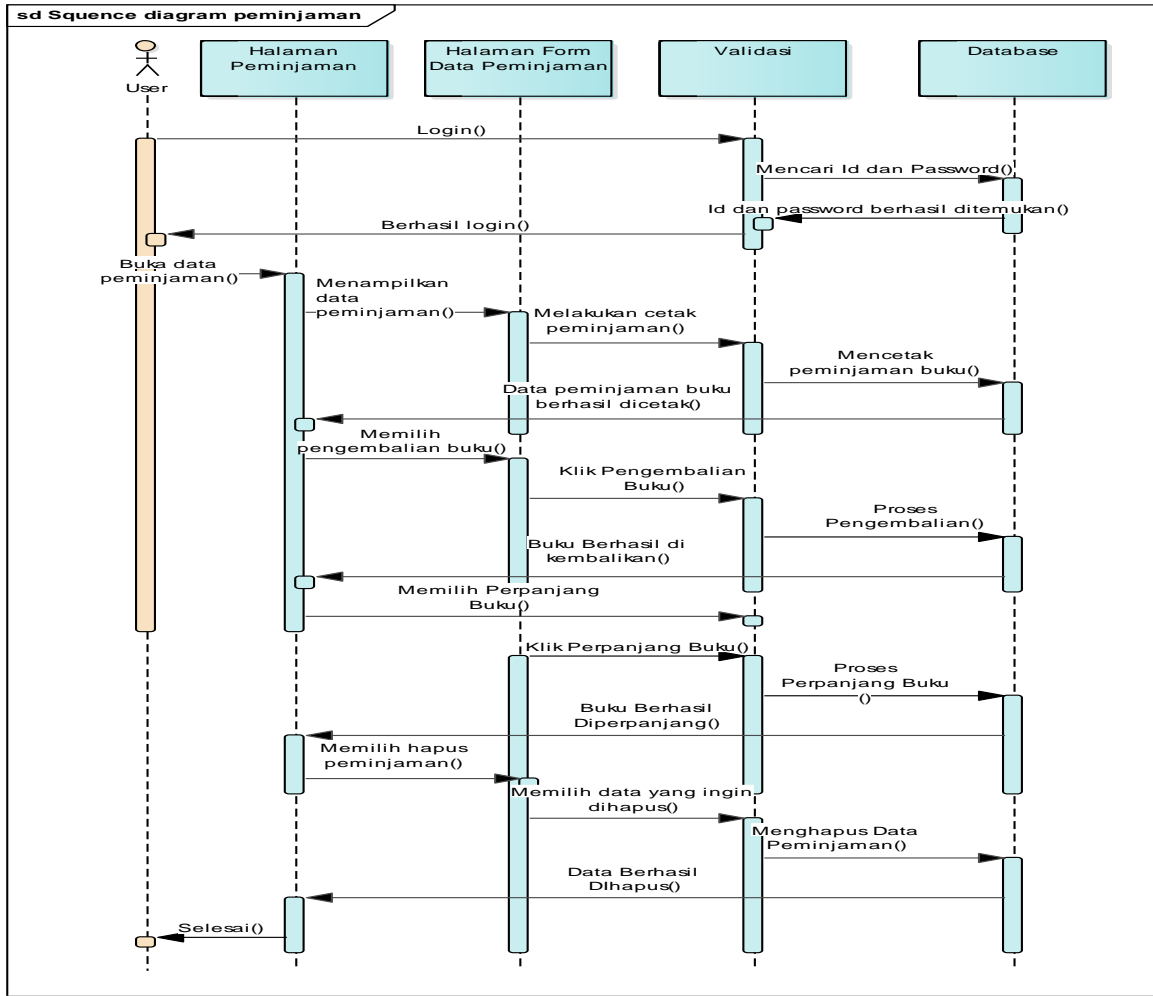 sd Squence diagram peminjaman
User
Halaman
Peminjaman
Halaman Form
Data Peminjaman
Validasi
Database
Login()
Mencari Id dan Password()
Id dan password berhasil ditemukan()
Berhasil login()
Buka data
peminjaman()
Menampilkan
data
peminjaman()
Melakukan cetak
peminjaman()
Mencetak
peminjaman buku()
Data peminjaman buku
berhasil dicetak()
Memilih
pengembalian buku()
Klik Pengembalian
Buku()
Proses
Pengembalian()
Buku Berhasil di
kembalikan()
Memilih Perpanjang
Buku()
Klik Perpanjang Buku()
Proses
Perpanjang Buku
()
Buku Berhasil
Diperpanjang()
Memilih hapus
peminjaman()
Memilih data yang ingin
dihapus()
Menghapus Data
Peminjaman()
Data Berhasil
DIhapus()
Selesai()